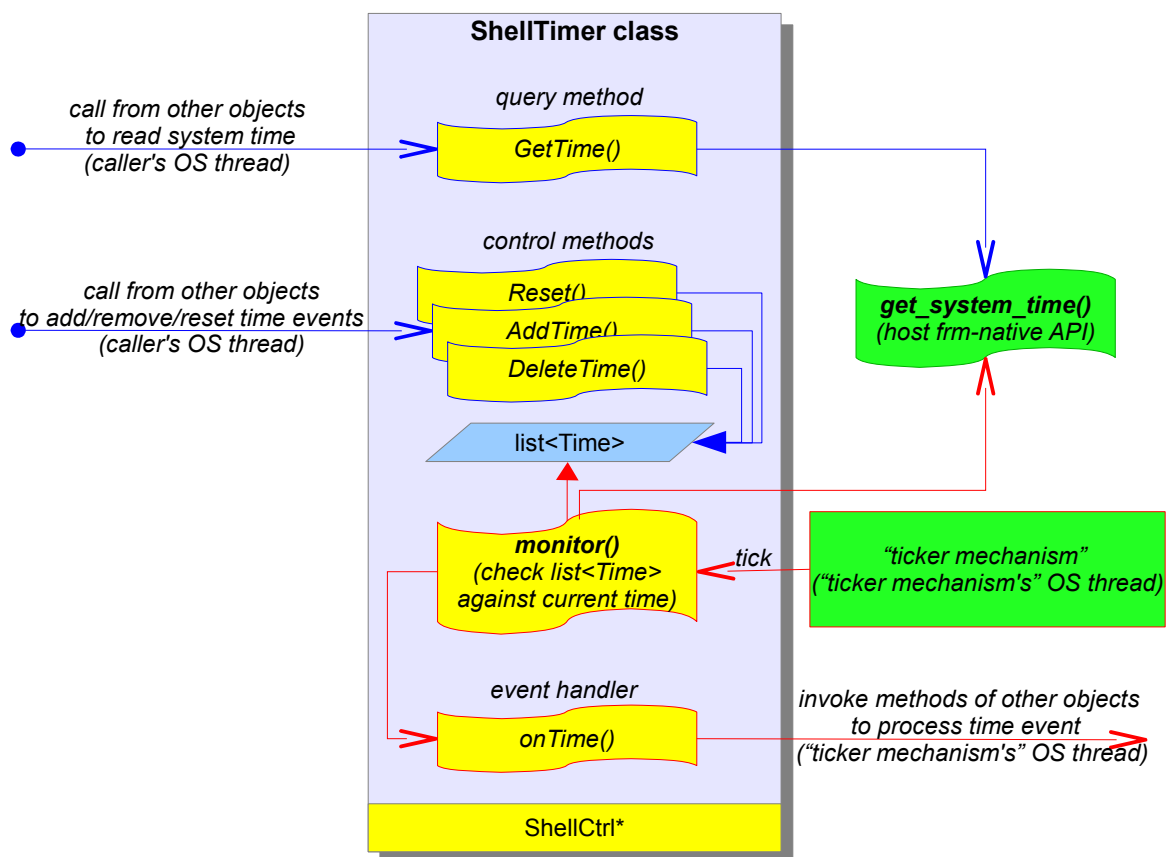 ShellTimer class
query method
call from other objects
to read system time
(caller's OS thread)
GetTime()
control methods
Reset()
call from other objects
to add/remove/reset time events
(caller's OS thread)
AddTime()
DeleteTime()
get_system_time()
(host frm-native API)
list<Time>
monitor()
(check list<Time>
against current time)
tick
“ticker mechanism”
(“ticker mechanism's” OS thread)
event handler
onTime()
invoke methods of other objects
to process time event
(“ticker mechanism's” OS thread)
ShellCtrl*